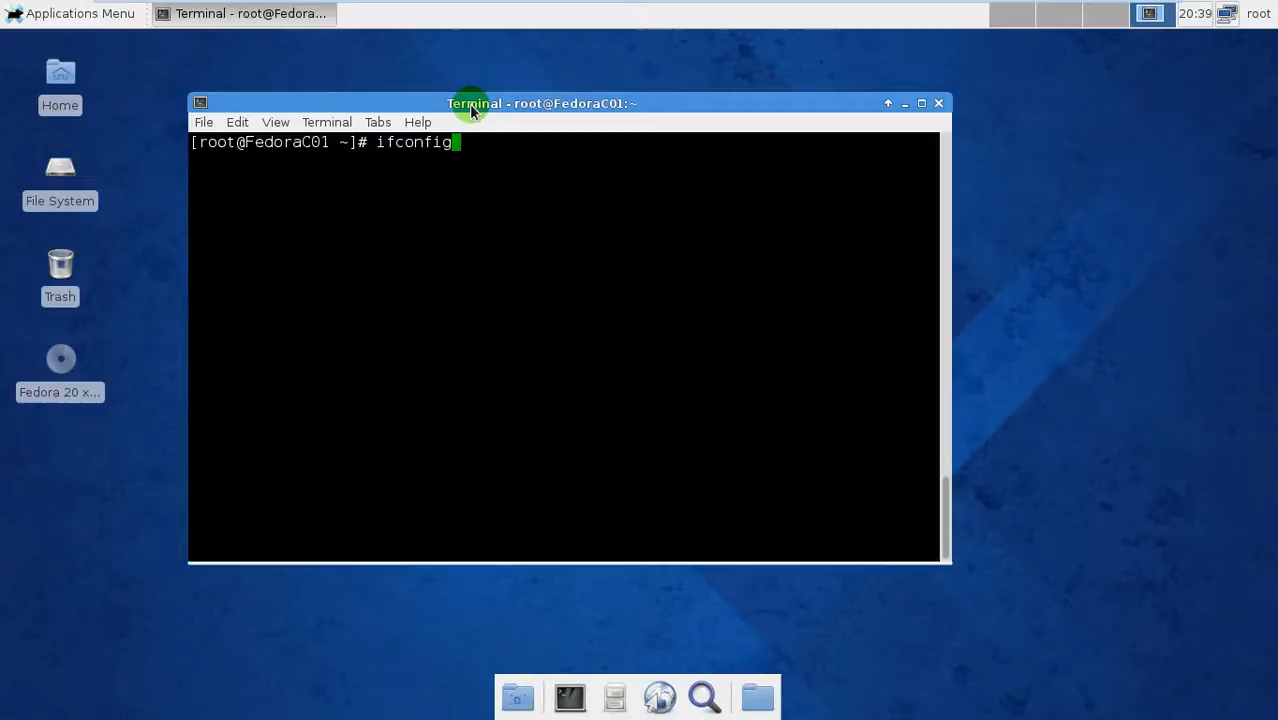 Applications Menu
Terminal - root@Fedora...
20:39
root
Home
File System
Trash
Fedora 20 x...
Terminal - root@FedoraC01:~
File Edit View Terminal Tabs Help
[root@FedoraC01 ~]# ifconfig